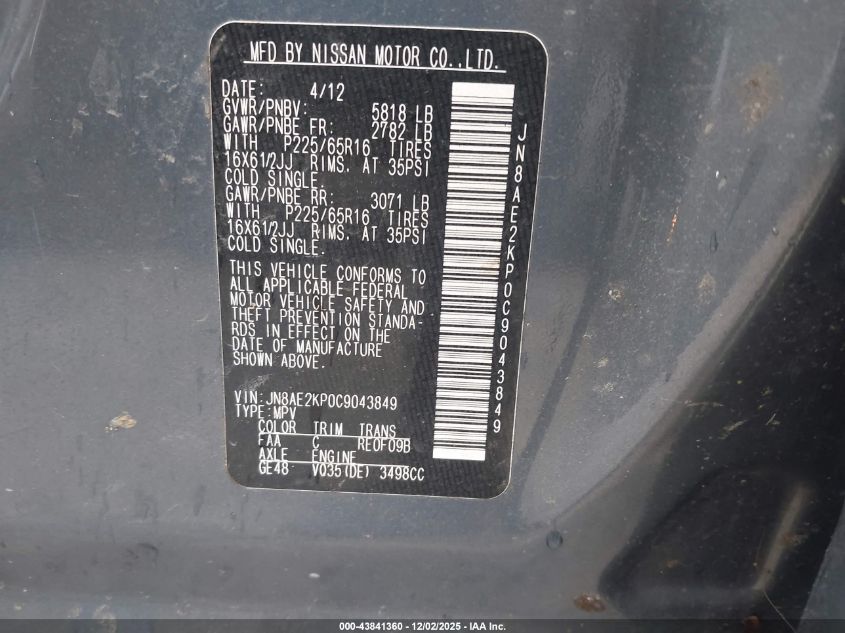 MFD BY NISSAN MOTOR CO.,LTD.
DATE: 4/12
GVWR/PNBV: 5818 LB
GAWR/PNBE FR: 2782 LB
WITH P225/65R16 TIRES
16X61/2JJ RIMS. AT 35PSI
COLD SINGLE.
GAWR/PNBE RR: 3071 LB
WITH P225/65R16 TIRES
16X61/2JJ RIMS. AT 35PSI
COLD SINGLE.
THIS VEHICLE CONFORMS TO
ALL APPLICABLE FEDERAL
MOTOR VEHICLE SAFETY AND
THEFT PREVENTION STANDA-
RDS IN EFFECT ON THE
DATE OF MANUFACTURE
SHOWN ABOVE.
VIN:JN8AE2KP0C9043849
TYPE:MPV
COLOR TRIM TRANS
FAA C RE0F09B
AXLE ENGINE
GE48 VQ35(DE) 3498CC
JN8AE2KP0C9043849
000-43841360 - 12/02/2025 - IAA Inc.